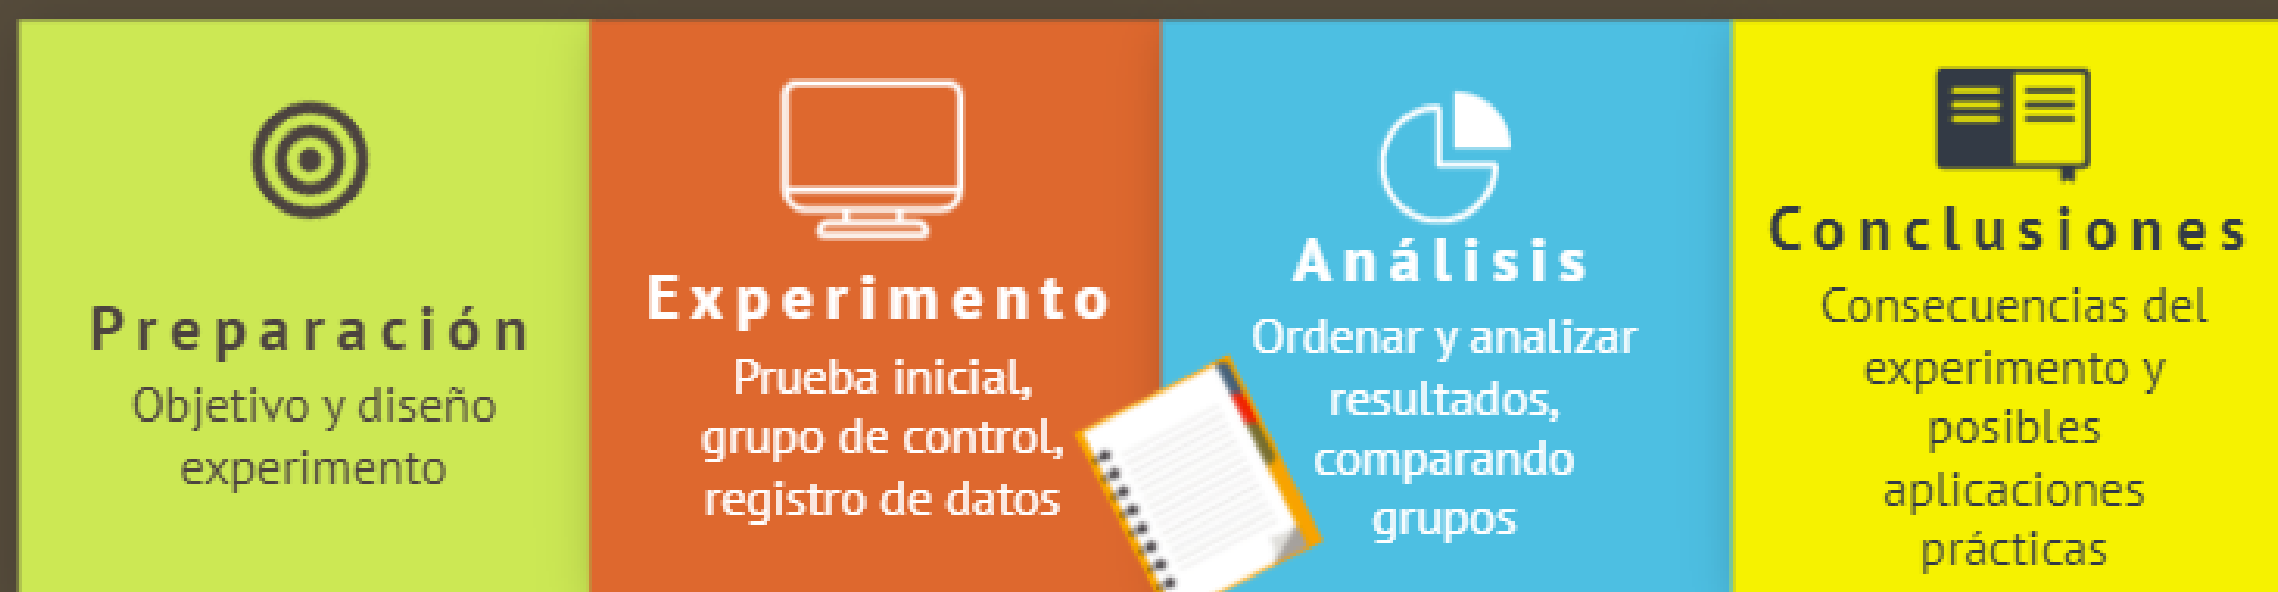 Preparación
Objetivo y diseño
experimento
Experimento
Prueba inicial,
grupo de control,
registro de datos
Análisis
Ordenar y analizar
resultados,
comparando
grupos
Conclusiones
Consecuencias del
experimento y
posibles
aplicaciones
prácticas